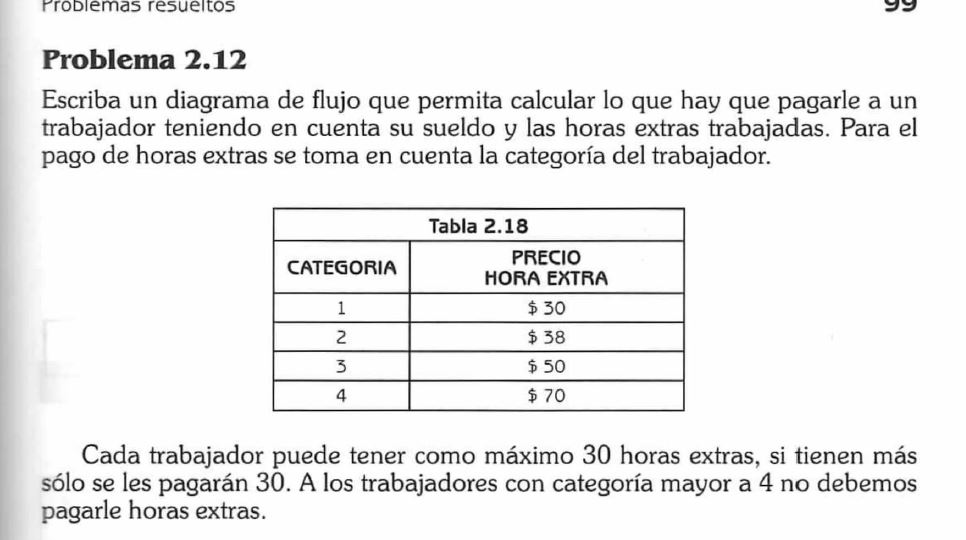 Problemas resueltos
99
Problema 2.12
Escriba un diagrama de flujo que permita calcular lo que hay que pagarle a un
trabajador teniendo en cuenta su sueldo y las horas extras trabajadas. Para el
pago de horas extras se toma en cuenta la categoría del trabajador.
Tabla 2.18
CATEGORIA
PRECIO
HORA EXTRA
1
$ 30
2
$ 38
3
$ 50
4
$ 70
Cada trabajador puede tener como máximo 30 horas extras, si tienen más
sólo se les pagarán 30. A los trabajadores con categoría mayor a 4 no debemos
pagarle horas extras.